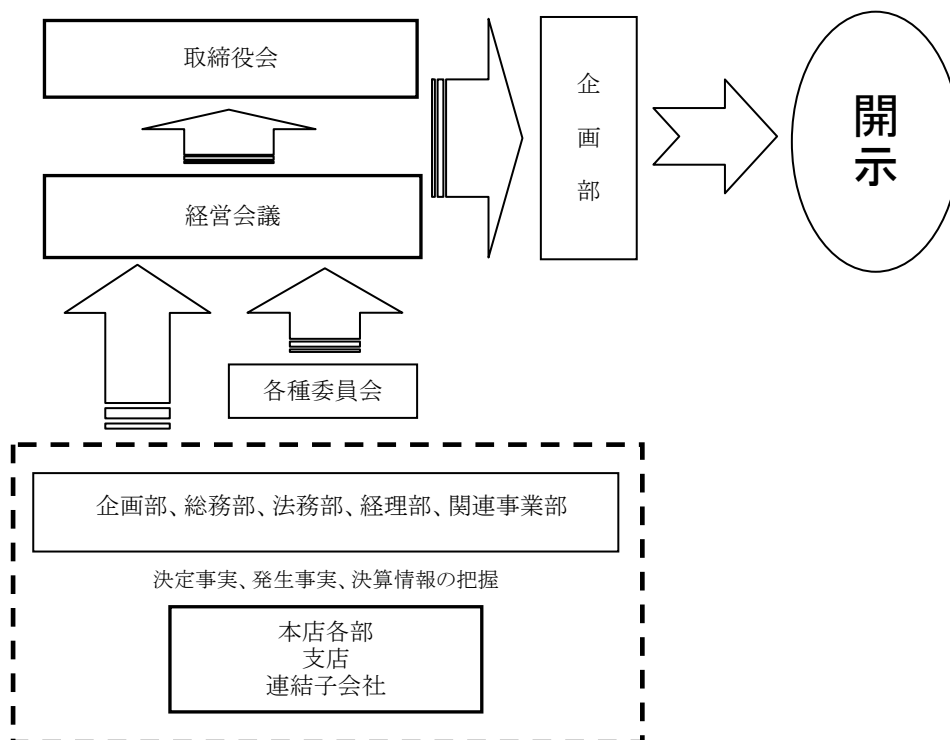 取締役会
企画部
開示
経営会議
各種委員会
企画部、総務部、法務部、経理部、関連事業部
決定事実、発生事実、決算情報の把握
本店各部
支店
連結子会社